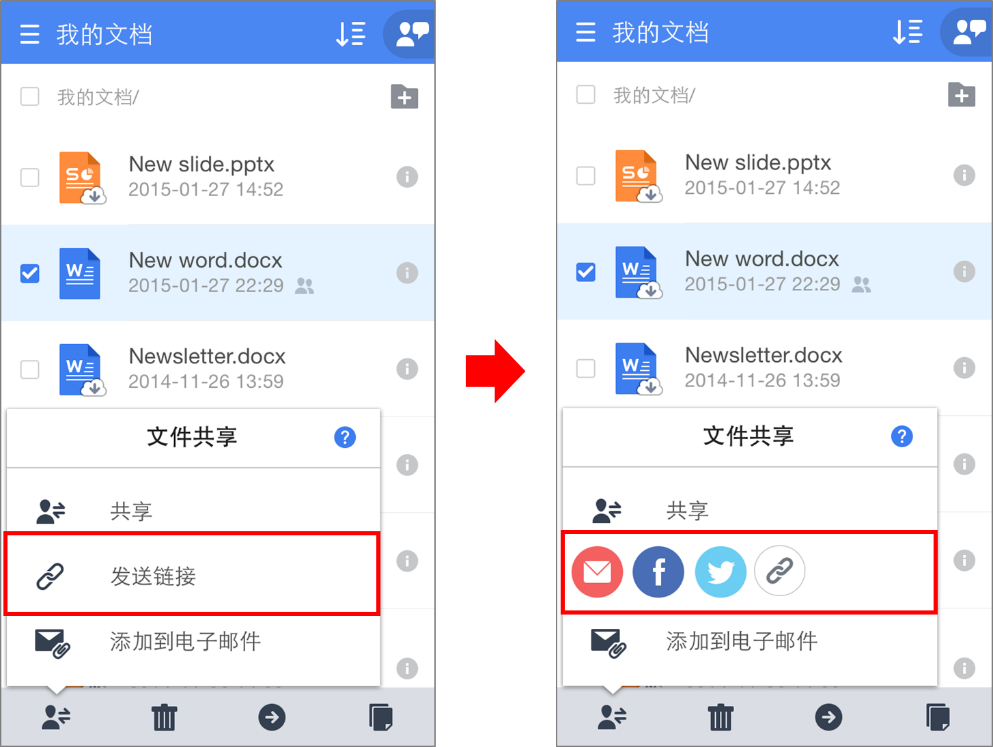 我的文档
我的文档/
New slide.pptx
2015-01-27 14:52
New word.docx
2015-01-27 22:29
Newsletter.docx
2014-11-26 13:59
文件共享
?
共享
发送链接
添加到电子邮件
我的文档
我的文档/
New slide.pptx
2015-01-27 14:52
New word.docx
2015-01-27 22:29
Newsletter.docx
2014-11-26 13:59
文件共享
?
共享
添加到电子邮件